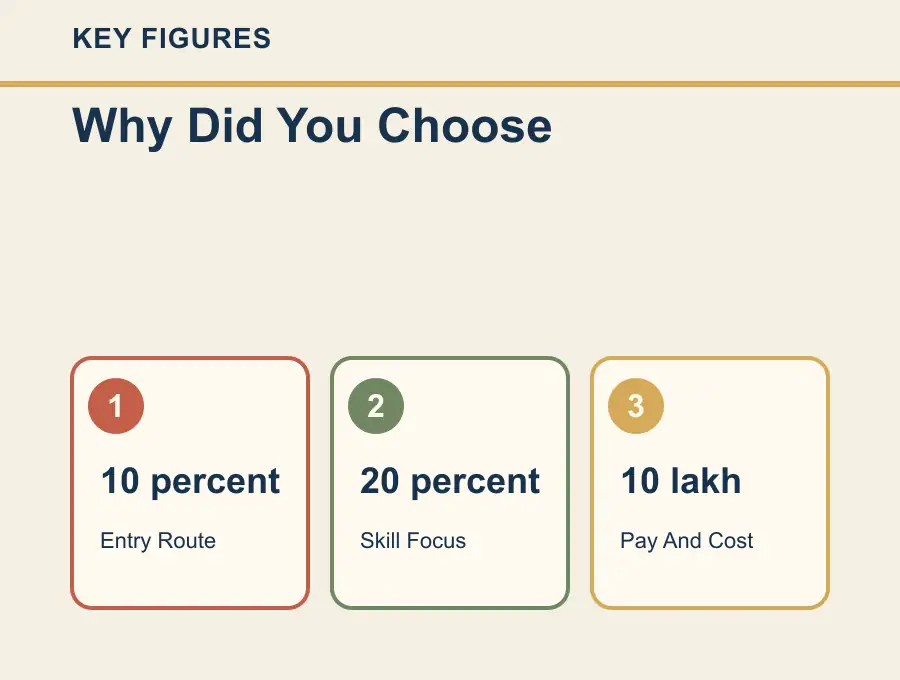 KEY FIGURES
Why Did You Choose
1
10 percent
Entry Route
2
20 percent
Skill Focus
3
10 lakh
Pay And Cost